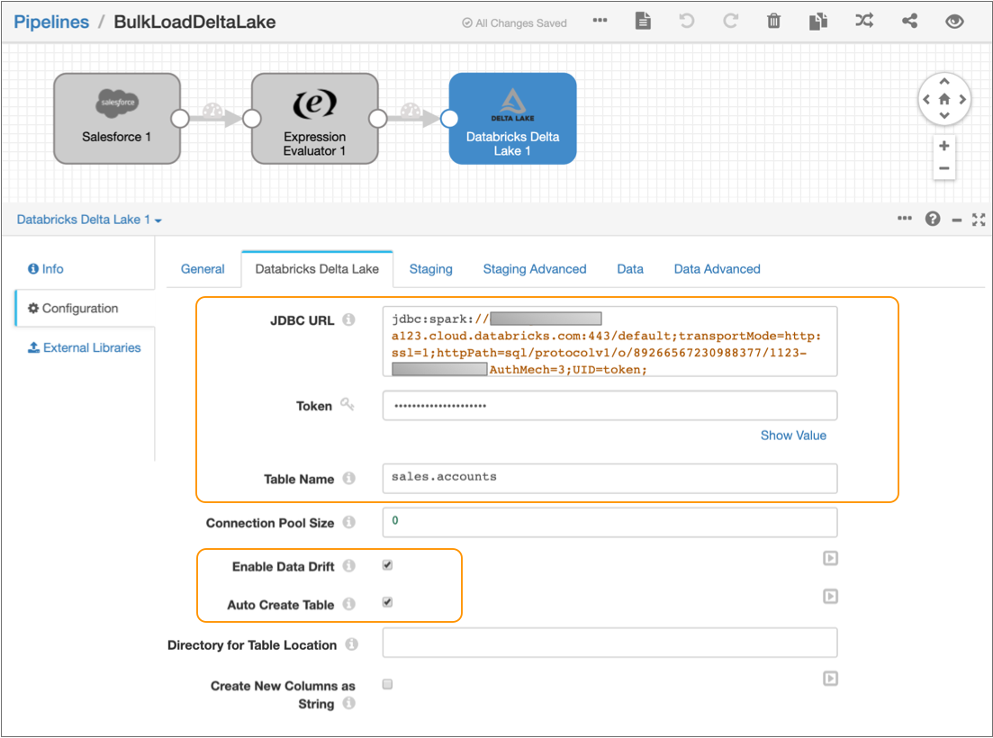 Pipelines / BulkLoadDeltaLake
All Changes Saved
salesforce
Salesforce 1
Expression
Evaluator 1
DELTA LAKE
Databricks Delta
Lake 1
Databricks Delta Lake 1
Info
Configuration
External Libraries
General
Databricks Delta Lake
Staging
Staging Advanced
Data
Data Advanced
JDBC URL
jdbc:spark://
a123.cloud.databricks.com:443/default;transportMode=http:
ssl=1;httpPath=sql/protocolv1/o/89266567230988377/1123-
AuthMech=3;UID=token;
Token
•••••••••••••••••••••
Show Value
Table Name
sales.accounts
Connection Pool Size
0
Enable Data Drift
Auto Create Table
Directory for Table Location
Create New Columns as
String